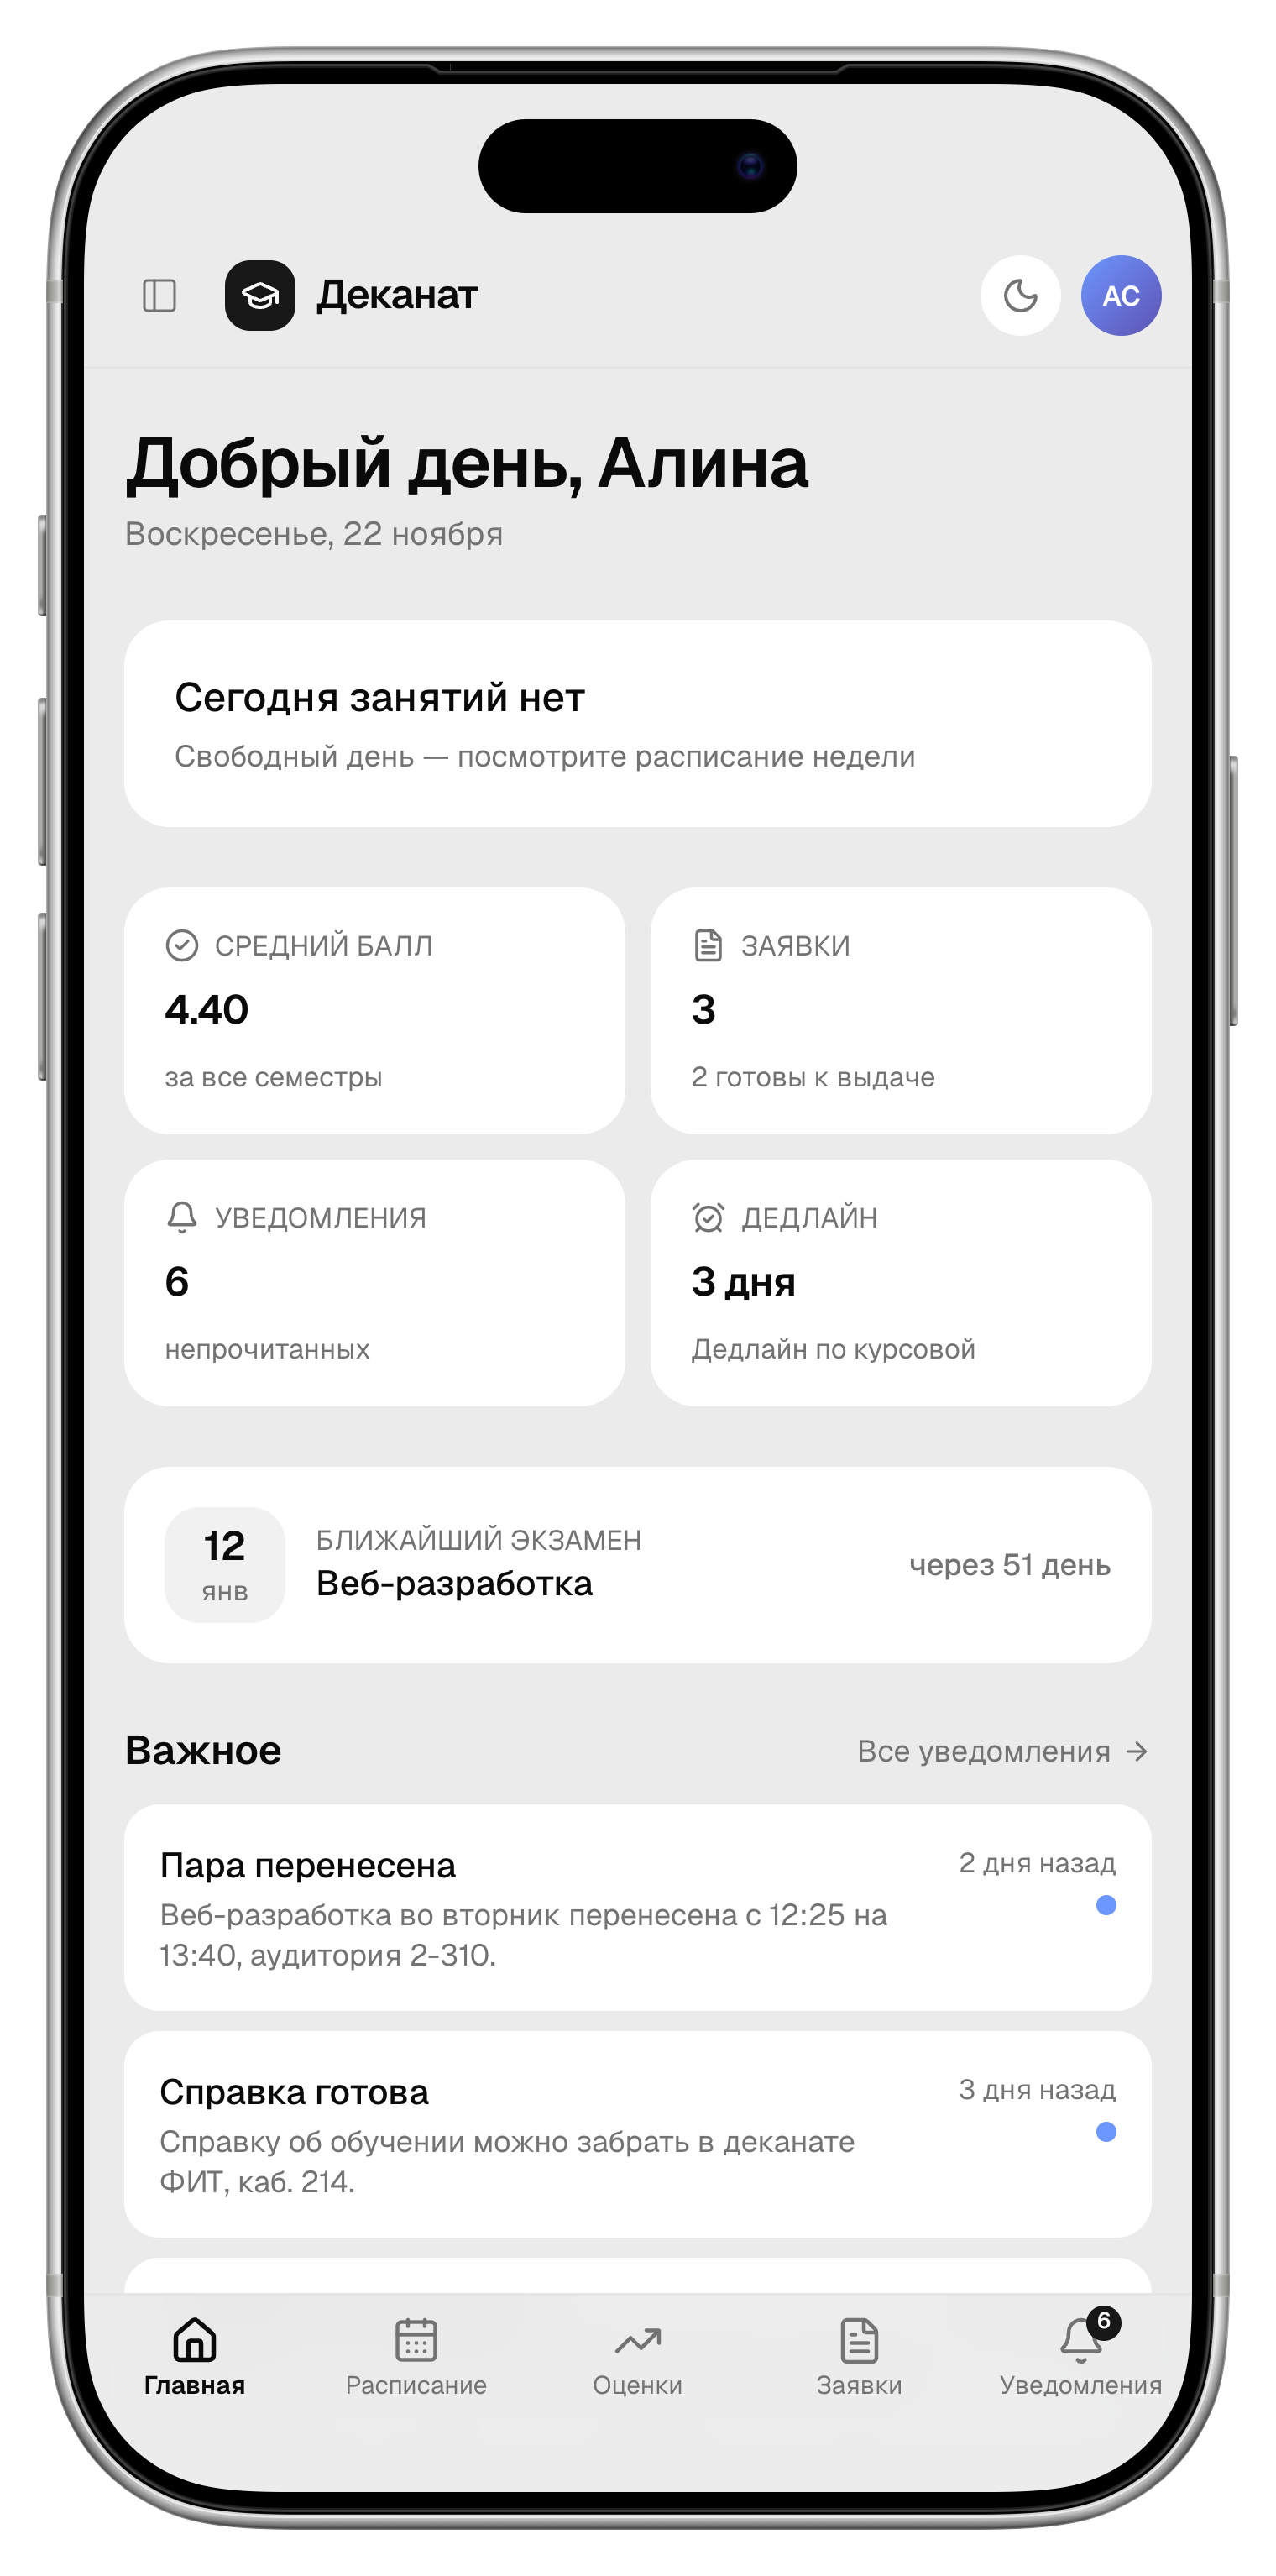 Деканат
АС
Добрый день, Алина
Воскресенье, 22 ноября
Сегодня занятий нет
Свободный день — посмотрите расписание недели
СРЕДНИЙ БАЛЛ
4.40
за все семестры
ЗАЯВКИ
3
2 готовы к выдаче
УВЕДОМЛЕНИЯ
6
непрочитанных
ДЕДЛАЙН
3 дня
Дедлайн по курсовой
12
янв
БЛИЖАЙШИЙ ЭКЗАМЕН
Веб-разработка
через 51 день
Важное
Все уведомления →
Пара перенесена
2 дня назад
Веб-разработка во вторник перенесена с 12:25 на
13:40, аудитория 2-310.
Справка готова
3 дня назад
Справку об обучении можно забрать в деканате
ФИТ, каб. 214.
Главная
Расписание
Оценки
Заявки
6
Уведомления